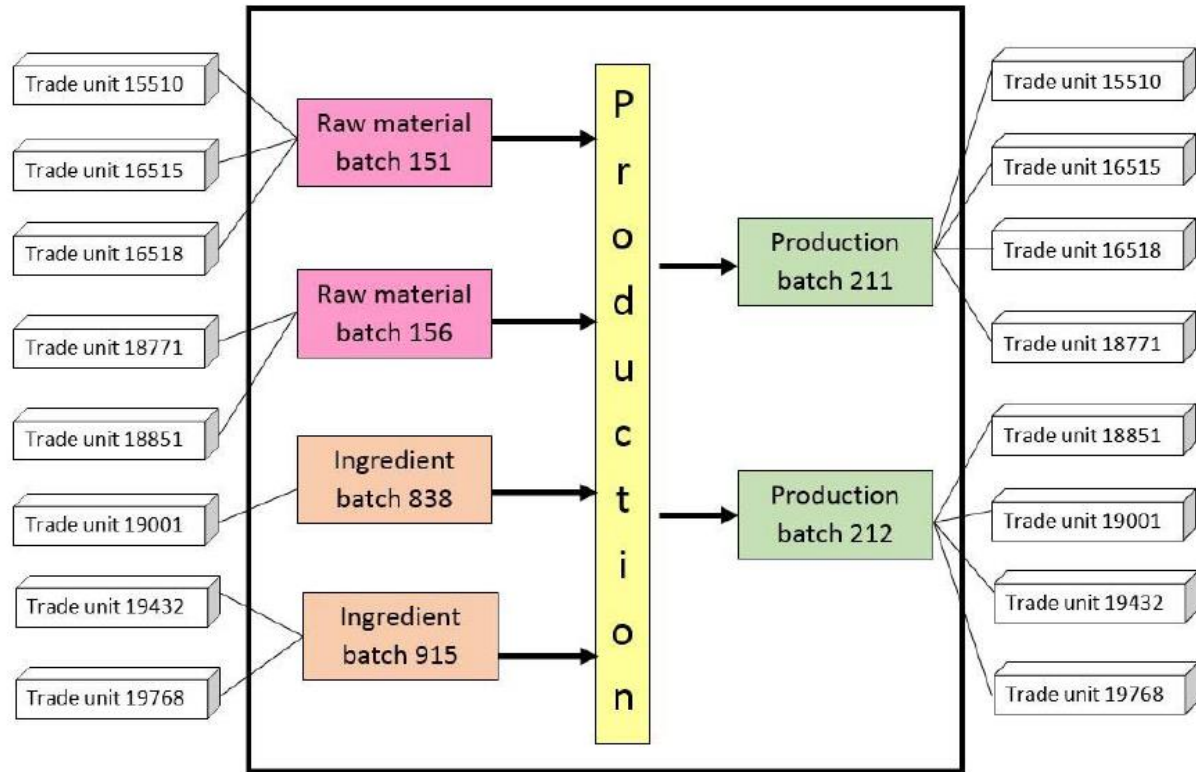 Trade unit 15510
Trade unit 16515
Trade unit 16518
Trade unit 18771
Trade unit 18851
Trade unit 19001
Trade unit 19432
Trade unit 19768
Raw material
batch 151
Raw material
batch 156
Ingredient
batch 838
Ingredient
batch 915
P
r
o
d
u
c
t
i
o
n
Production
batch 211
Production
batch 212
Trade unit 15510
Trade unit 16515
Trade unit 16518
Trade unit 18771
Trade unit 18851
Trade unit 19001
Trade unit 19432
Trade unit 19768